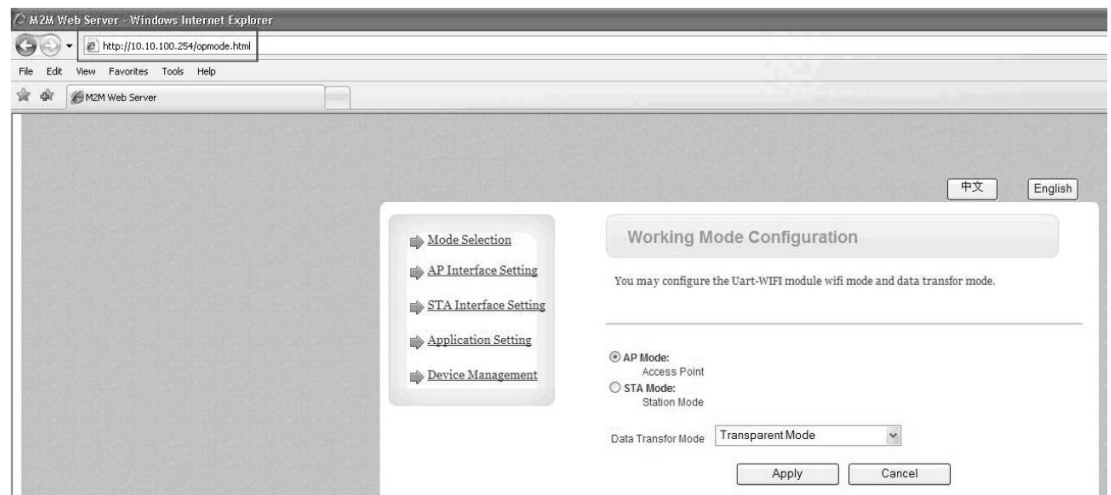 M2M Web Server - Windows Internet Explorer
http://10.10.100.254/opmode.html
File Edit View Favorites Tools Help
M2M Web Server
中文 English
Mode Selection
AP Interface Setting
STA Interface Setting
Application Setting
Device Management
Working Mode Configuration
You may configure the Uart-WIFI module wifi mode and data transfor mode.
AP Mode:
Access Point
STA Mode:
Station Mode
Data Transfor Mode Transparent Mode
Apply Cancel